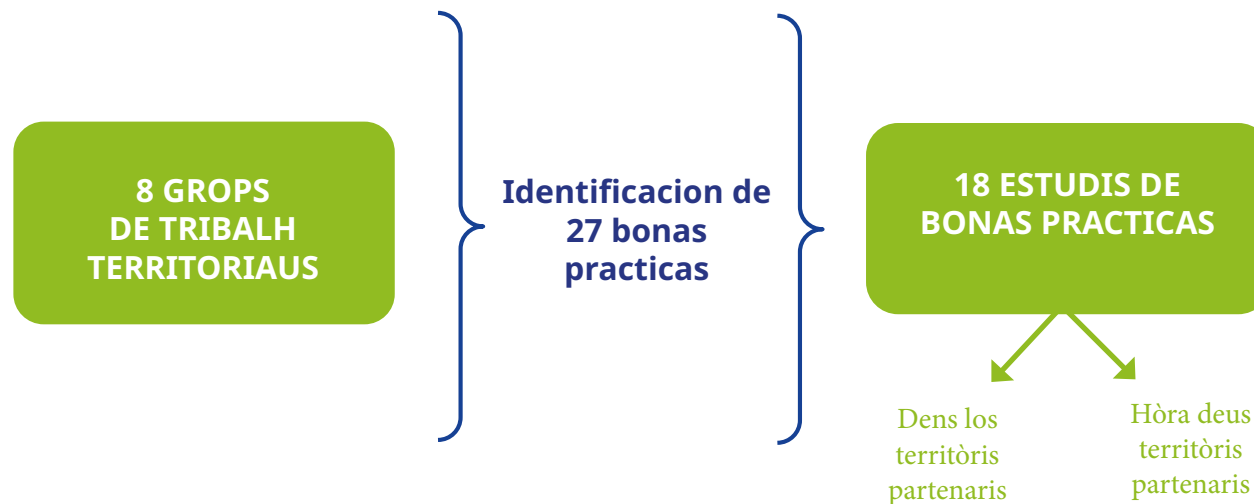 8 GROPS
DE TRIBALH
TERRITORIAUS
Identificacion de
27 bonas
practicas
18 ESTUDIS DE
BONAS PRACTICAS
Dens los
territòris
partenaris
Hòra deus
territòris
partenaris